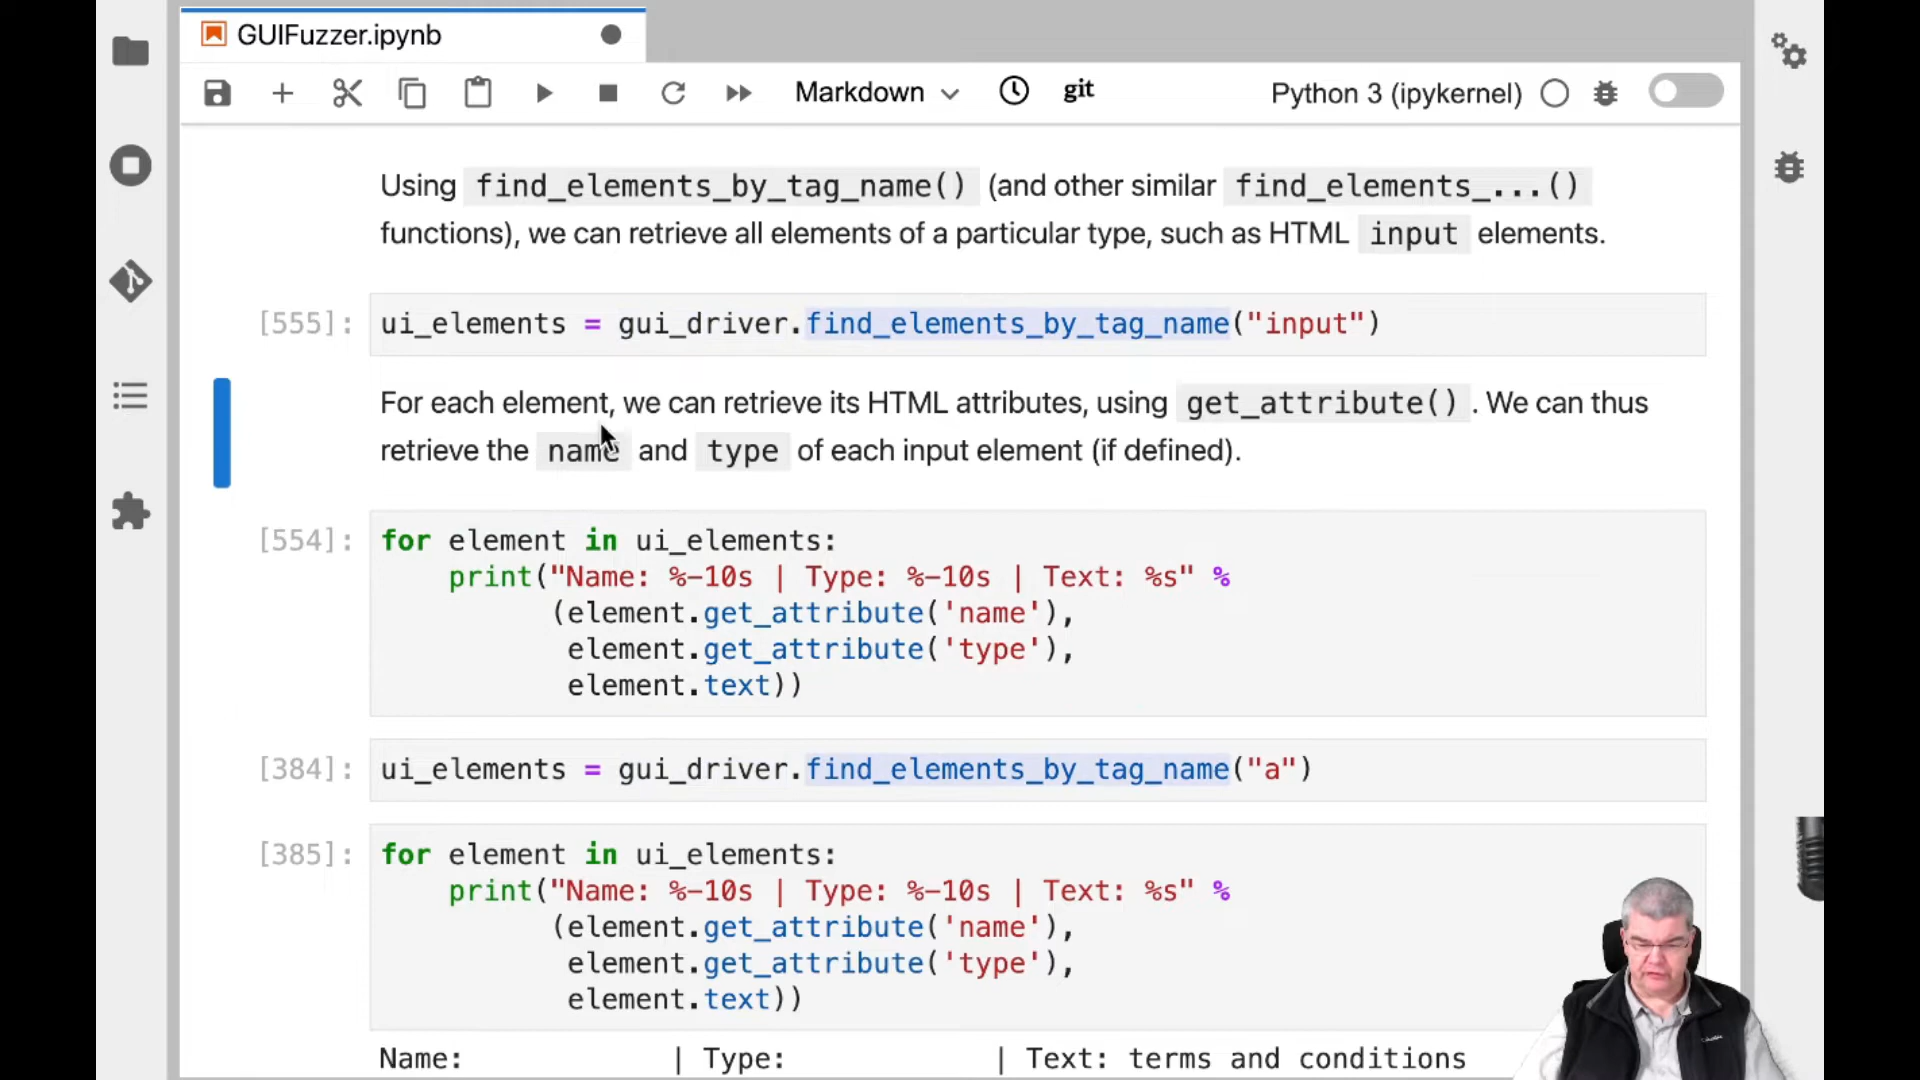 GUIFuzzer.ipynb
Markdown
git
Python 3 (ipykernel)
Using find_elements_by_tag_name() (and other similar find_elements_...()
functions), we can retrieve all elements of a particular type, such as HTML input elements.
[555]: ui_elements = gui_driver.find_elements_by_tag_name("input")
For each element, we can retrieve its HTML attributes, using get_attribute() . We can thus
retrieve the name and type of each input element (if defined).
[554]: for element in ui_elements:
print("Name: %-10s | Type: %-10s | Text: %s" %
(element.get_attribute('name'),
element.get_attribute('type'),
element.text))
[384]: ui_elements = gui_driver.find_elements_by_tag_name("a")
[385]: for element in ui_elements:
print("Name: %-10s | Type: %-10s | Text: %s" %
(element.get_attribute('name'),
element.get_attribute('type'),
element.text))
Name: | Type: | Text: terms and conditions